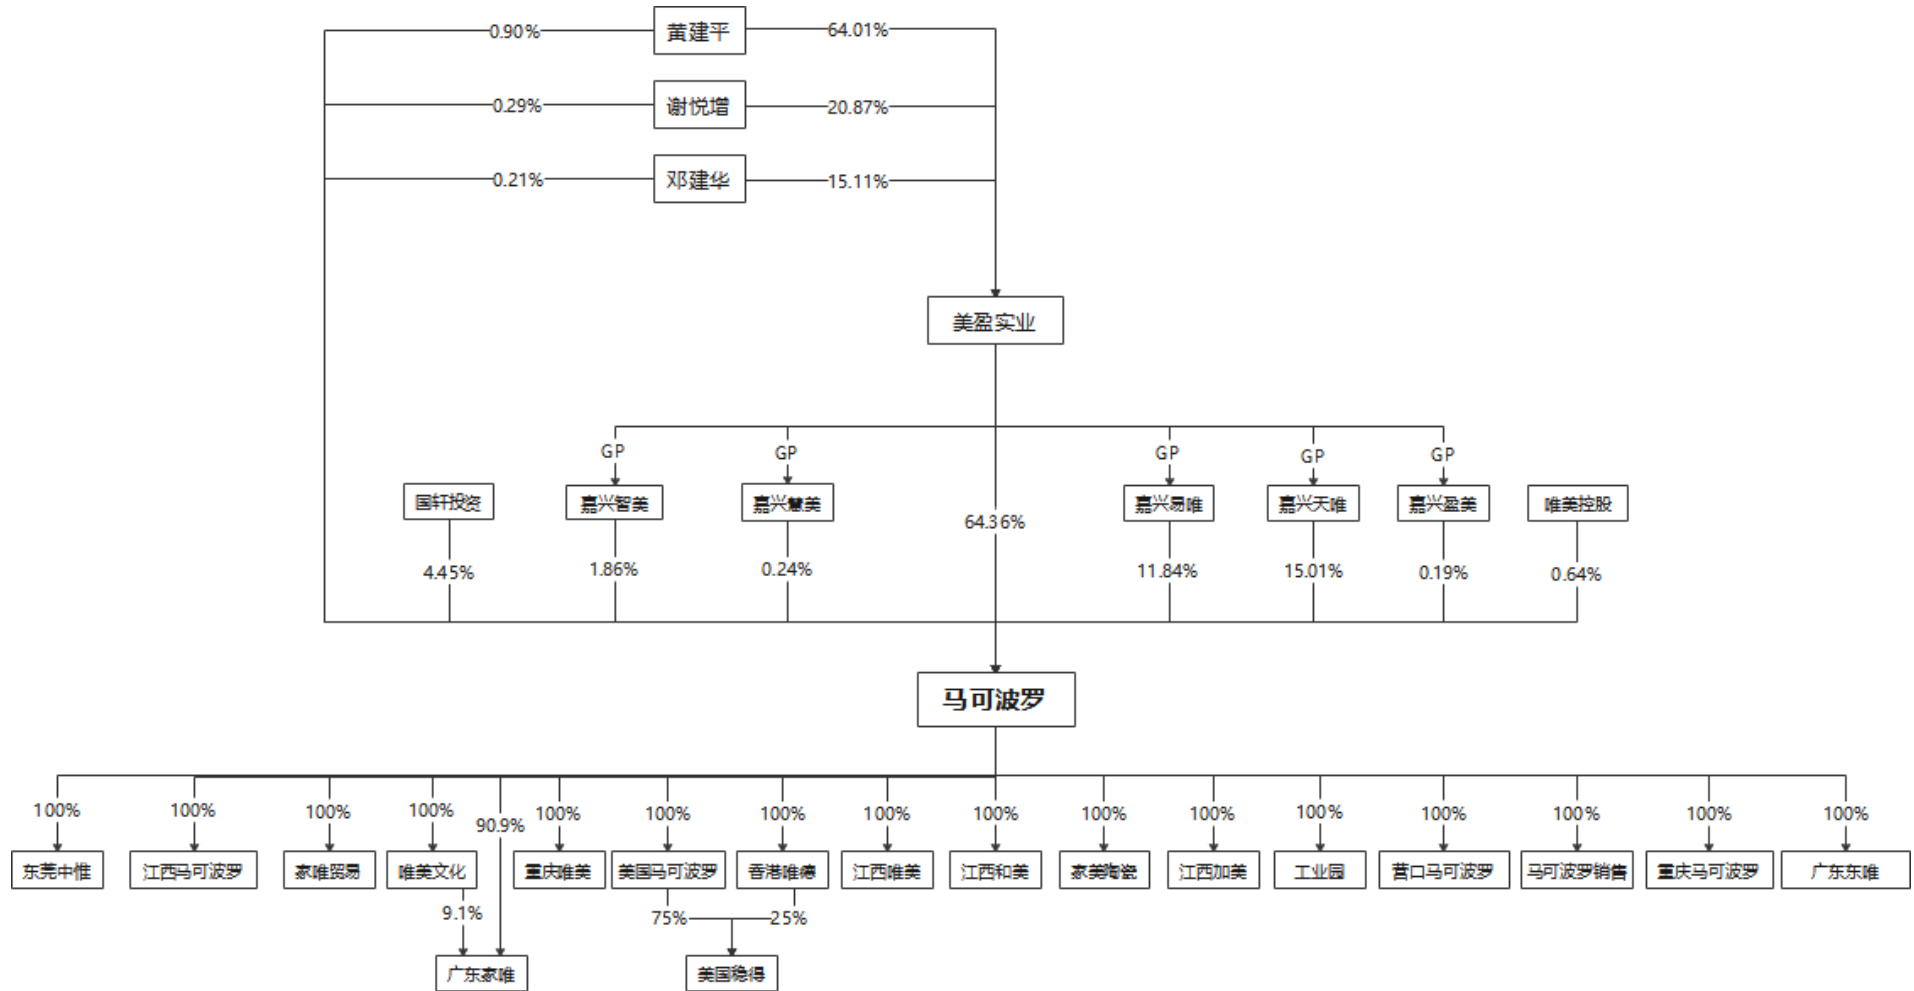 0.90%
黄建平
64.01%
0.29%
谢悦增
20.87%
0.21%
邓建华
15.11%
美盈实业
GP
GP
GP
GP
GP
国轩投资
嘉兴智美
嘉兴慧美
嘉兴易唯
嘉兴天唯
嘉兴盈美
唯美控股
64.36%
4.45%
1.86%
0.24%
11.84%
15.01%
0.19%
0.64%
马可波罗
100%
100%
100%
100%
90.9%
100%
100%
100%
100%
100%
100%
100%
100%
100%
100%
100%
100%
东莞中惟
江西马可波罗
家唯贸易
唯美文化
重庆唯美
美国马可波罗
香港唯德
江西唯美
江西和美
家美陶瓷
江西加美
工业园
营口马可波罗
马可波罗销售
重庆马可波罗
广东东唯
9.1%
75%
25%
广东家唯
美国稳得